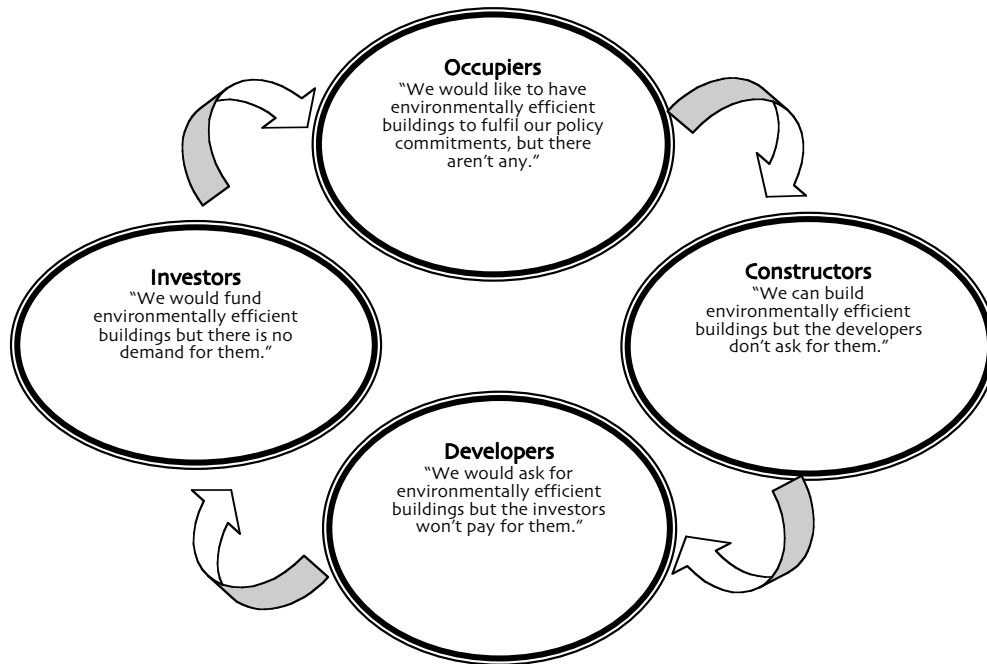 Occupiers
“We would like to have
environmentally efficient
buildings to fulfil our policy
commitments, but there
aren’t any.”
Investors
“We would fund
environmentally efficient
buildings but there is no
demand for them.”
Constructors
“We can build
environmentally efficient
buildings but the developers
don’t ask for them.”
Developers
“We would ask for
environmentally efficient
buildings but the investors
won’t pay for them.”